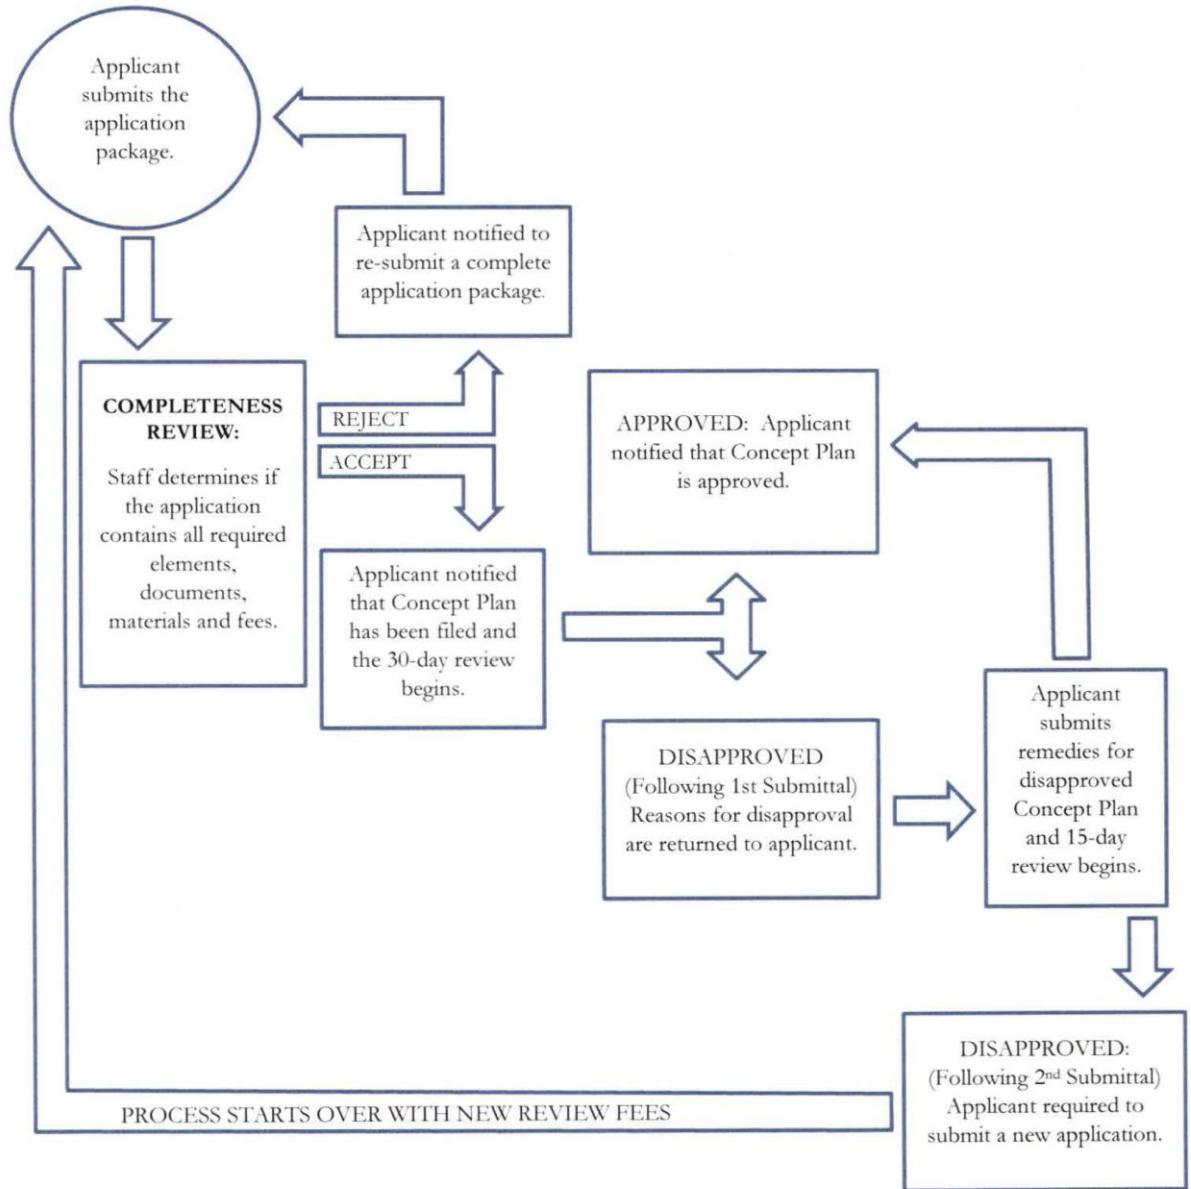 Applicant
submits the
application
package.
Applicant notified to
re-submit a complete
application package.
COMPLETENESS
REVIEW:
Staff determines if
the application
contains all required
elements,
documents,
materials and fees.
REJECT
ACCEPT
Applicant notified
that Concept Plan
has been filed and
the 30-day review
begins.
APPROVED: Applicant
notified that Concept Plan
is approved.
DISAPPROVED
(Following 1st Submittal)
Reasons for disapproval
are returned to applicant.
Applicant
submits
remedies for
disapproved
Concept Plan
and 15-day
review begins.
DISAPPROVED:
(Following 2nd Submittal)
Applicant required to
submit a new application.
PROCESS STARTS OVER WITH NEW REVIEW FEES